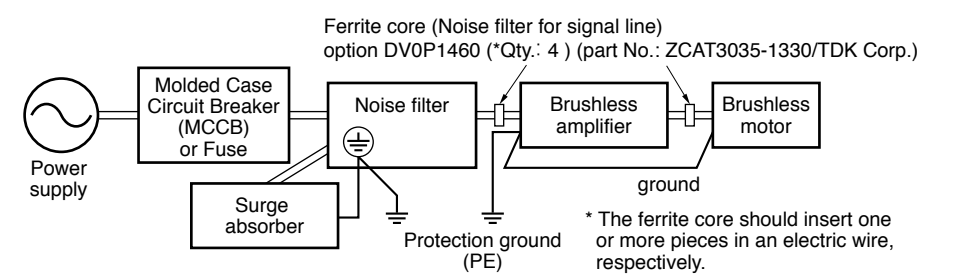 Ferrite core (Noise filter for signal line)
option DV0P1460 (*Qty.: 4 ) (part No.: ZCAT3035-1330/TDK Corp.)
Power
supply
Molded Case
Circuit Breaker
(MCCB)
or Fuse
Noise filter
Surge
absorber
Brushless
amplifier
Brushless
motor
ground
Protection ground
(PE)
* The ferrite core should insert one
or more pieces in an electric wire,
respectively.